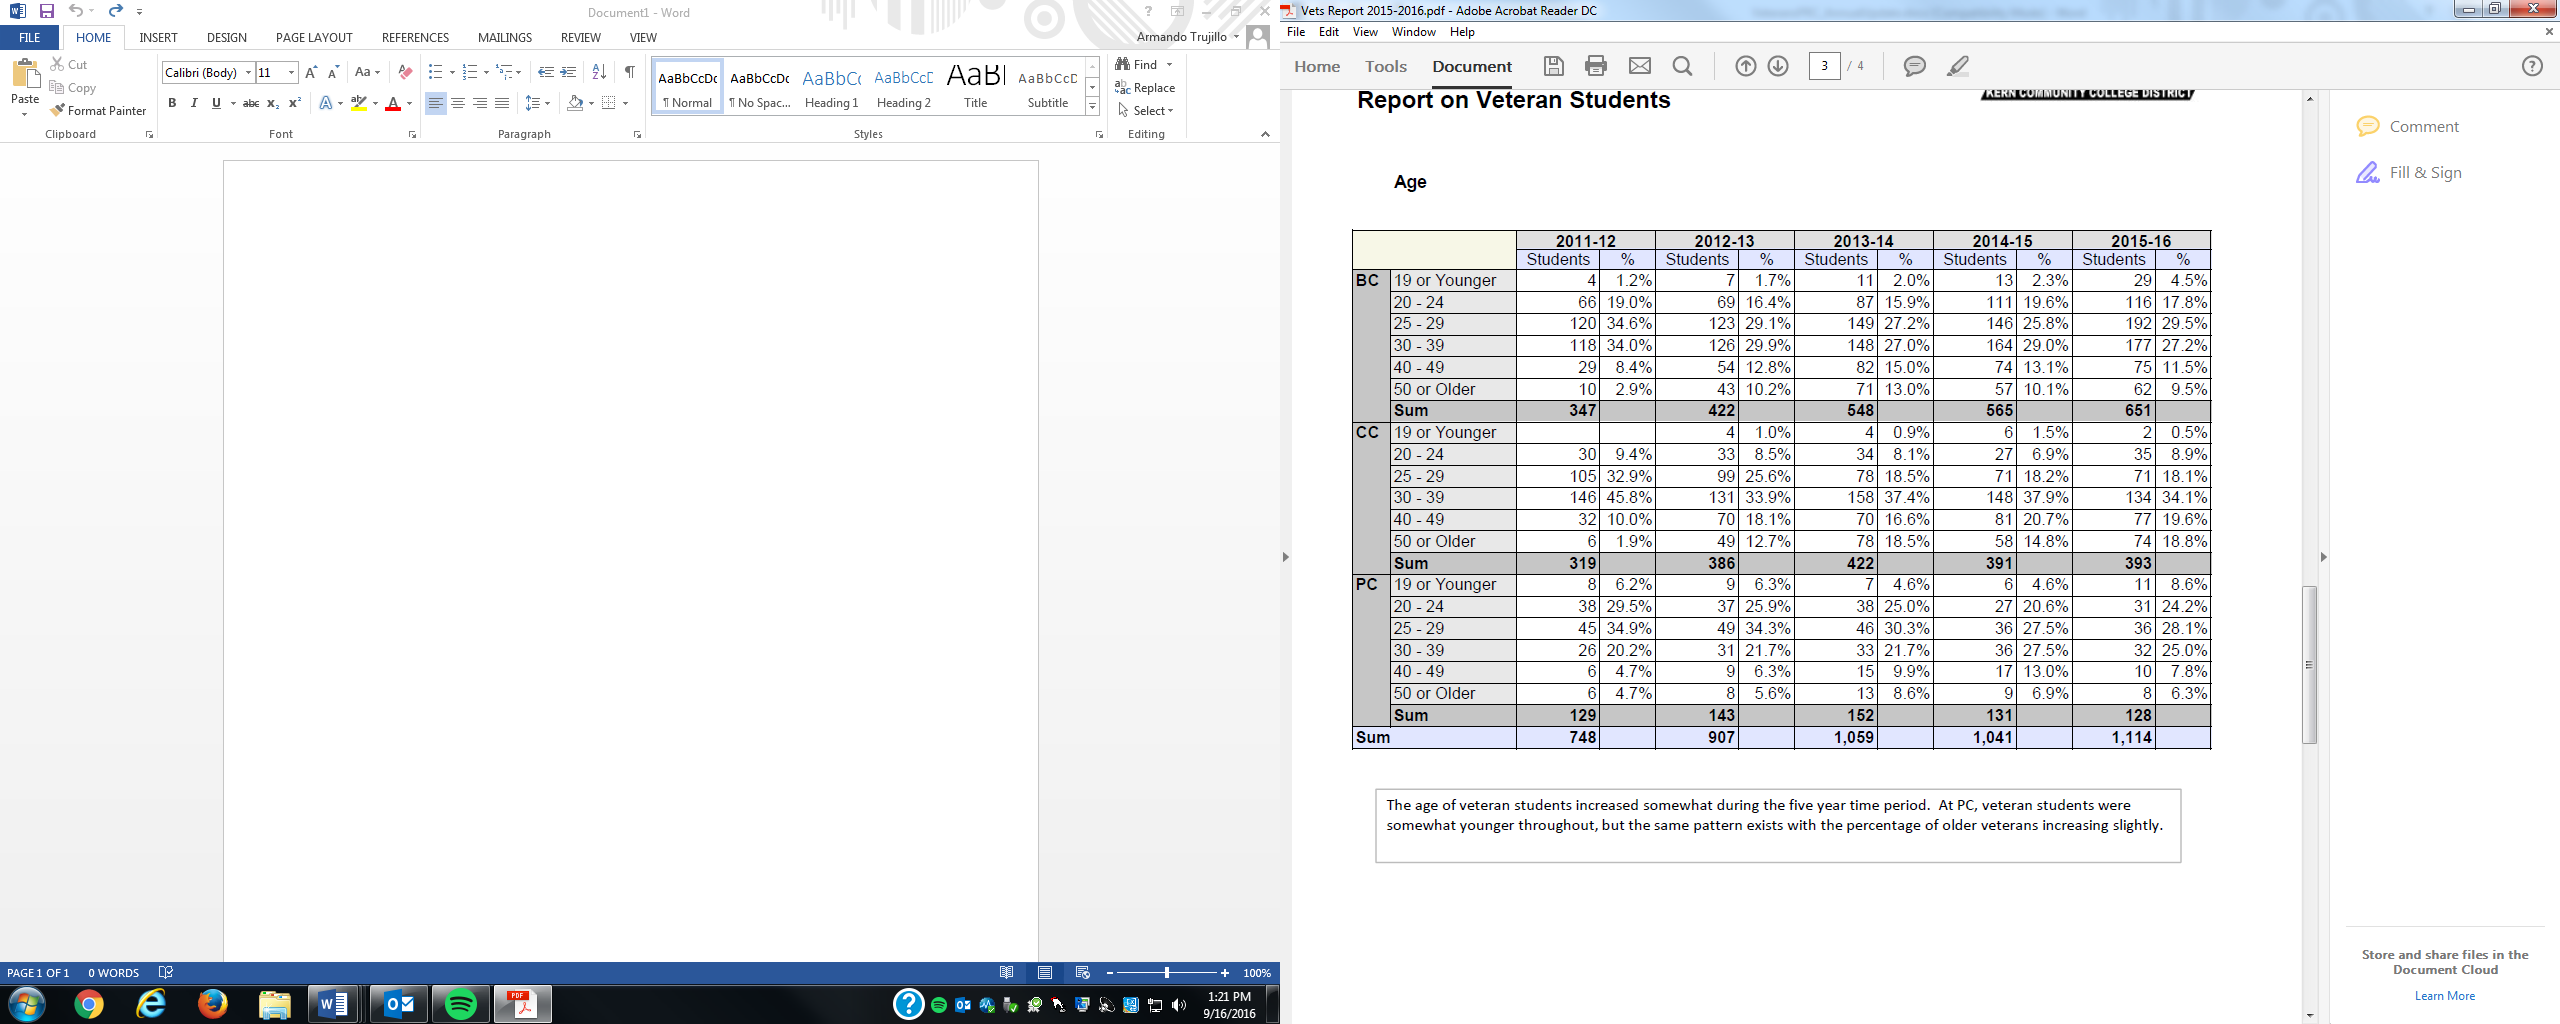 Document1 - Word
FILE HOME INSERT DESIGN PAGE LAYOUT REFERENCES MAILINGS REVIEW VIEW Armando Trujillo
Paste
Cut
Copy
Format Painter
Clipboard
Calibri (Body) 11
Font
Paragraph
AaBbCcDc AaBbCcDc AaBbCc AaBbCcD AaBl AaBbCcD
¶ Normal ¶ No Spac... Heading 1 Heading 2 Title Subtitle
Styles
Find
Replace
Select
Editing
PAGE 1 OF 1 0 WORDS 100%
1:21 PM
9/16/2016
Vets Report 2015-2016.pdf - Adobe Acrobat Reader DC
File Edit View Window Help
Home Tools Document 3 / 4
Report on Veteran Students
KERN COMMUNITY COLLEGE DISTRICT
Age
2011-12 2012-13 2013-14 2014-15 2015-16
Students % Students % Students % Students % Students %
BC 19 or Younger 4 1.2% 7 1.7% 11 2.0% 13 2.3% 29 4.5%
20 - 24 66 19.0% 69 16.4% 87 15.9% 111 19.6% 116 17.8%
25 - 29 120 34.6% 123 29.1% 149 27.2% 146 25.8% 192 29.5%
30 - 39 118 34.0% 126 29.9% 148 27.0% 164 29.0% 177 27.2%
40 - 49 29 8.4% 54 12.8% 82 15.0% 74 13.1% 75 11.5%
50 or Older 10 2.9% 43 10.2% 71 13.0% 57 10.1% 62 9.5%
Sum 347 422 548 565 651
CC 19 or Younger 4 1.0% 4 0.9% 6 1.5% 2 0.5%
20 - 24 30 9.4% 33 8.5% 34 8.1% 27 6.9% 35 8.9%
25 - 29 105 32.9% 99 25.6% 78 18.5% 71 18.2% 71 18.1%
30 - 39 146 45.8% 131 33.9% 158 37.4% 148 37.9% 134 34.1%
40 - 49 32 10.0% 70 18.1% 70 16.6% 81 20.7% 77 19.6%
50 or Older 6 1.9% 49 12.7% 78 18.5% 58 14.8% 74 18.8%
Sum 319 386 422 391 393
PC 19 or Younger 8 6.2% 9 6.3% 7 4.6% 6 4.6% 11 8.6%
20 - 24 38 29.5% 37 25.9% 38 25.0% 27 20.6% 31 24.2%
25 - 29 45 34.9% 49 34.3% 46 30.3% 36 27.5% 36 28.1%
30 - 39 26 20.2% 31 21.7% 33 21.7% 36 27.5% 32 25.0%
40 - 49 6 4.7% 9 6.3% 15 9.9% 17 13.0% 10 7.8%
50 or Older 6 4.7% 8 5.6% 13 8.6% 9 6.9% 8 6.3%
Sum 129 143 152 131 128
Sum 748 907 1,059 1,041 1,114
The age of veteran students increased somewhat during the five year time period. At PC, veteran students were
somewhat younger throughout, but the same pattern exists with the percentage of older veterans increasing slightly.
Comment
Fill & Sign
Store and share files in the
Document Cloud
Learn More